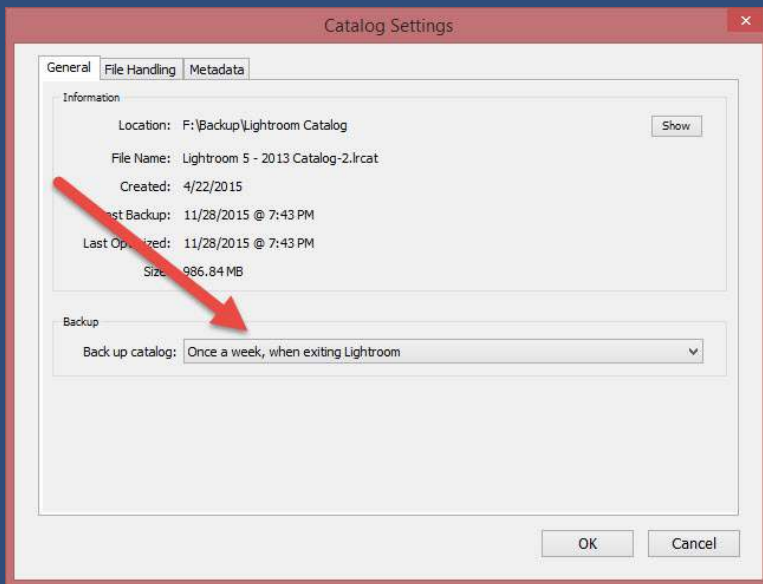 Catalog Settings
General File Handling Metadata
Information
Location: F:\Backup\Lightroom Catalog Show
File Name: Lightroom 5 - 2013 Catalog-2.lrcat
Created: 4/22/2015
Backup: 11/28/2015 @ 7:43 PM
Last 11/28/2015 @ 7:43 PM
Size 986.84 MB
Backup
Back up catalog: Once a week, when exiting Lightroom
OK Cancel